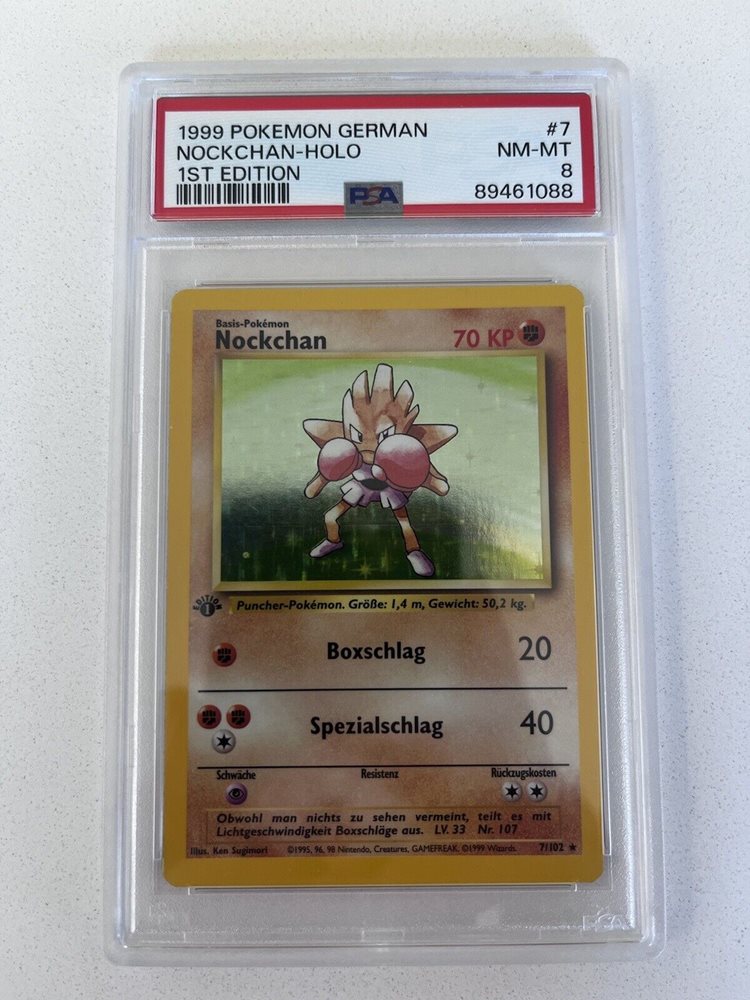 1999 POKEMON GERMAN #7
NOCKCHAN-HOLO NM-MT
1ST EDITION 8
PSA 89461088
Basis-Pokémon
Nockchan 70 KP
EDITION 1
Puncher-Pokémon. Größe: 1,4 m, Gewicht: 50,2 kg.
Boxschlag 20
Spezialschlag 40
Schwäche Resistenz Rückzugskosten
Obwohl man nichts zu sehen vermeint, teilt es mit
Lichtgeschwindigkeit Boxschläge aus. LV. 33 Nr. 107
Illus. Ken Sugimori ©1995, 96, 98 Nintendo, Creatures, GAMEFREAK. ©1999 Wizards. 7/102 ★
PSA